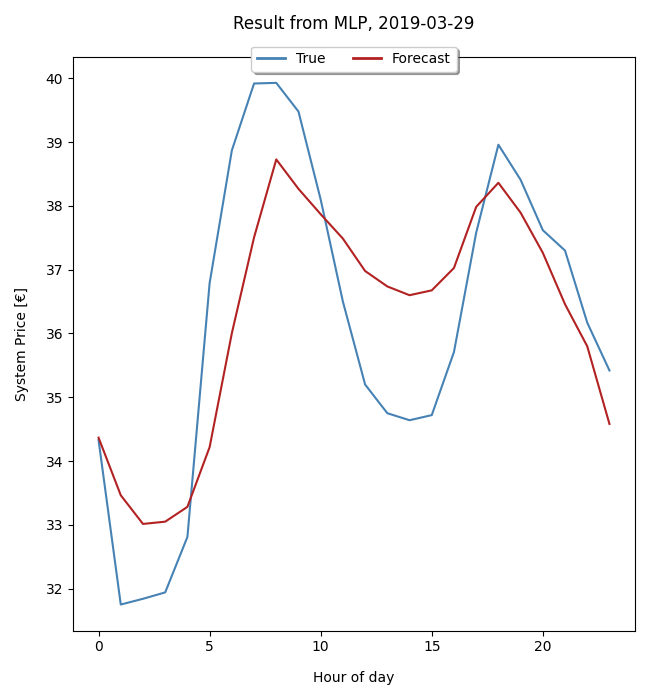 Result from MLP, 2019-03-29
True
Forecast
40
39
38
37
36
35
34
33
32
System Price [€]
0
5
10
15
20
Hour of day